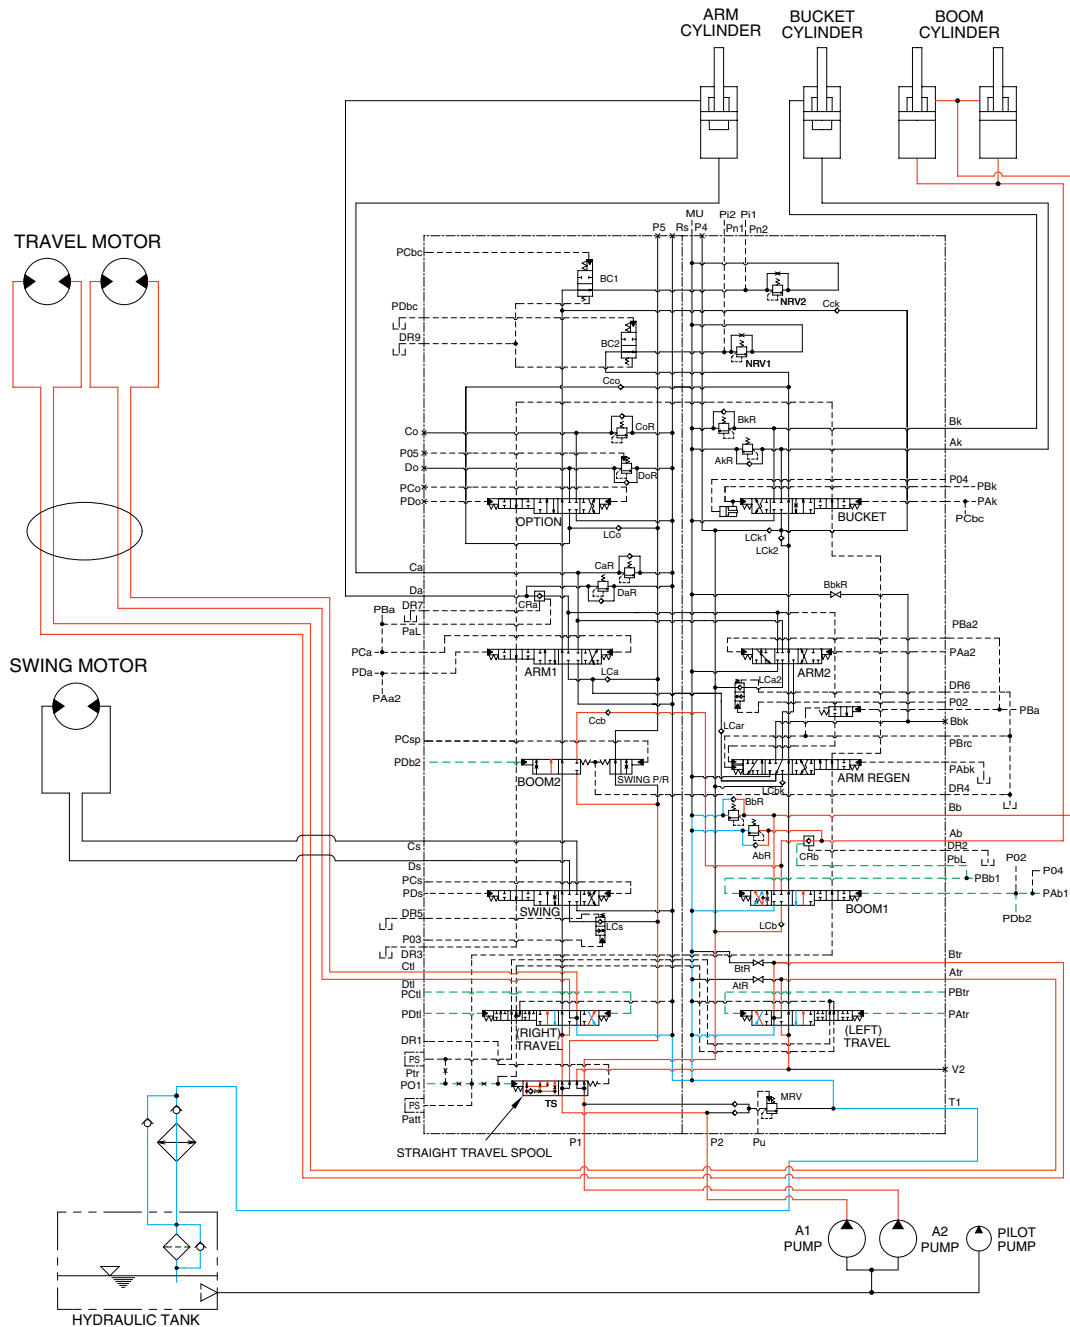 ARM
CYLINDER
BUCKET
CYLINDER
BOOM
CYLINDER
TRAVEL MOTOR
SWING MOTOR
P5
Rs
MU
P4
Pi2
Pn1
Pi1
Pn2
PCbc
BC1
NRV2
Cck
PDbc
DR9
BC2
NRV1
Cco
Co
CoR
P05
Do
DoR
PCo
PDo
OPTION
LCo
BkR
Bk
Ak
AkR
P04
PBk
PAk
PCbc
BUCKET
LCk1
LCk2
Ca
CaR
Da
DaR
CRa
DR7
PBa
PaL
PCa
PDa
PAa2
ARM1
LCa
BbkR
PBa2
PAa2
ARM2
LCa2
DR6
P02
PBa
Bbk
LCar
Ccb
PCsp
PDb2
BOOM2
SWING P/R
PBrc
PAbk
ARM REGEN
LCbk
DR4
BbR
Bb
Ab
AbR
CRb
DR2
PbL
P02
P04
PBb1
PAb1
PDb2
BOOM1
LCb
Cs
Ds
PCs
PDs
SWING
DR5
LCs
P03
DR3
Ctl
Dtl
PCtl
PDtl
(RIGHT)
TRAVEL
BtR
AtR
Btr
Atr
PBtr
PAtr
(LEFT)
TRAVEL
DR1
PS
Ptr
PO1
PS
Patt
TS
V2
MRV
T1
P1
P2
Pu
STRAIGHT TRAVEL SPOOL
A1
PUMP
A2
PUMP
PILOT
PUMP
HYDRAULIC TANK